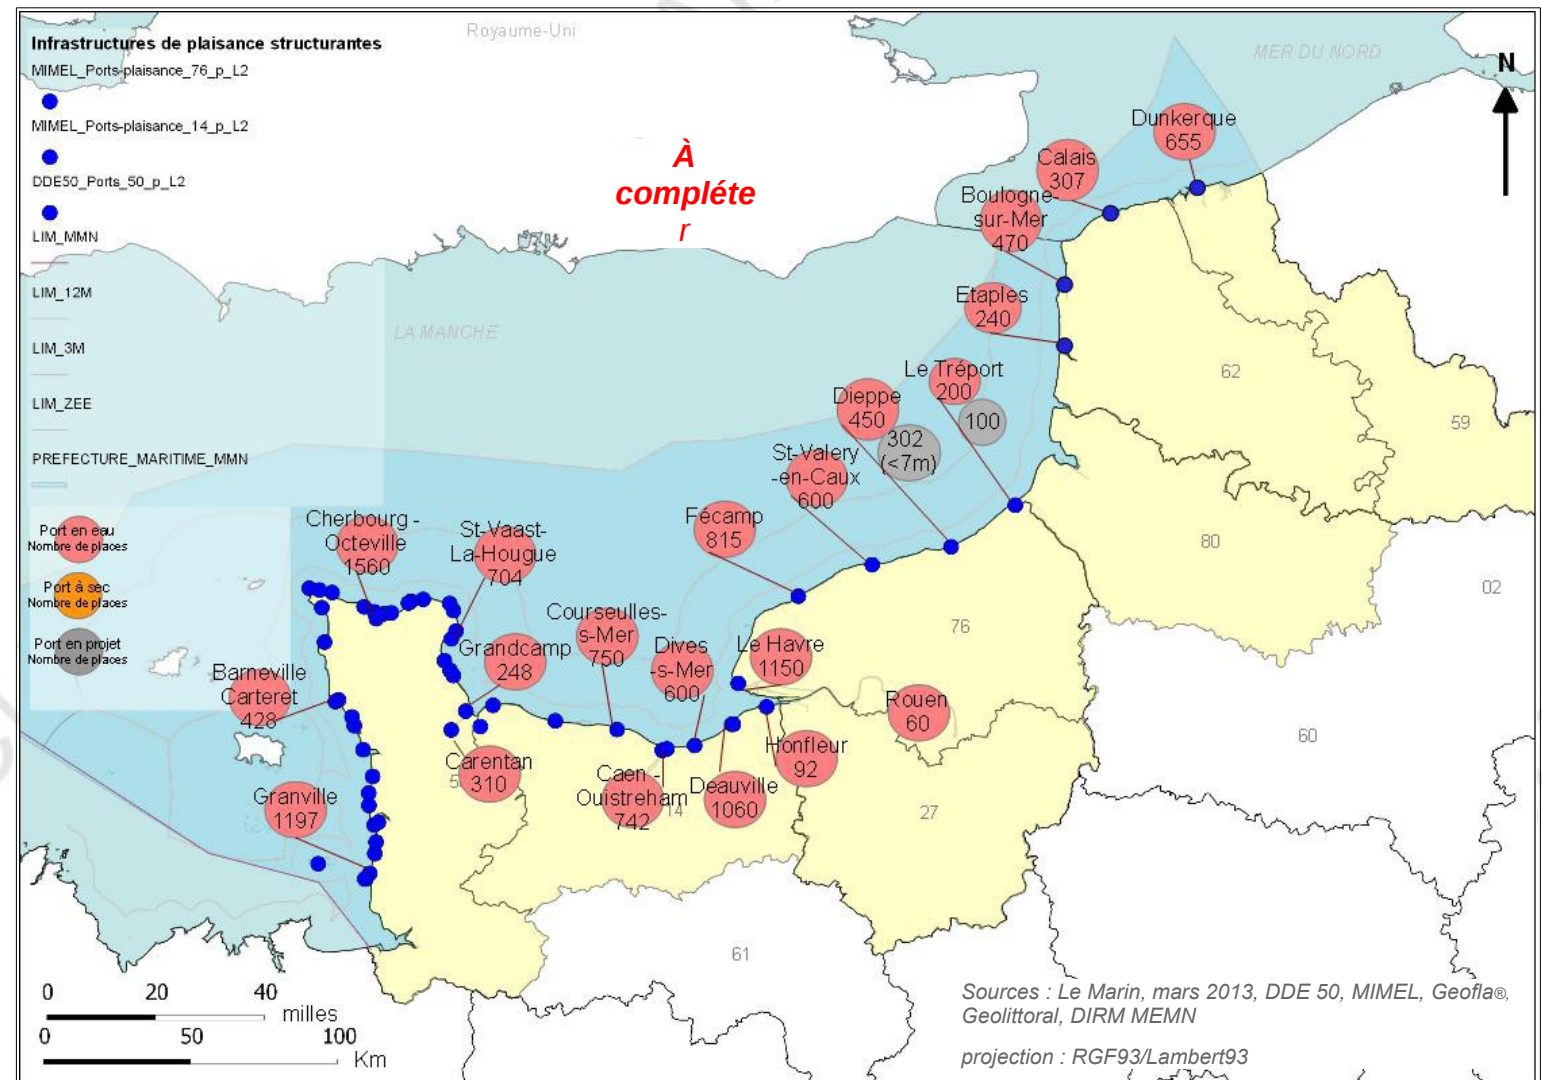 Infrastructures de plaisance structurantes
MIMEL_Ports-plaisance_76_p_L2
MIMEL_Ports-plaisance_14_p_L2
DDE50_Ports_50_p_L2
LIM_MMN
LIM_12M
LIM_3M
LIM_ZEE
PREFECTURE_MARITIME_MMN
Port en eau
Nombre de places
Port à sec
Nombre de places
Port en projet
Nombre de places
Royaume-Uni
MER DU NORD
N
À
compléte
r
LA MANCHE
Dunkerque
655
Calais
307
Boulogne-
sur-Mer
470
Etaples
240
Le Tréport
200
100
Dieppe
450
302
(<7m)
St-Valery
-en-Caux
600
Fécamp
815
Cherbourg -
Octeville
1560
St-Vaast-
La-Hougue
704
Courseulles-
s-Mer
750
Grandcamp
248
Dives
-s-Mer
600
Le Havre
1150
Rouen
60
Barneville
Carteret
428
Granville
1197
Carentan
310
Caen -
Ouistreham
742
Deauville
1060
Honfleur
92
62
59
80
02
76
60
27
14
5
61
0 20 40
milles
0 50 100
Km
Sources : Le Marin, mars 2013, DDE 50, MIMEL, Geofla®,
Geolittoral, DIRM MEMN
projection : RGF93/Lambert93